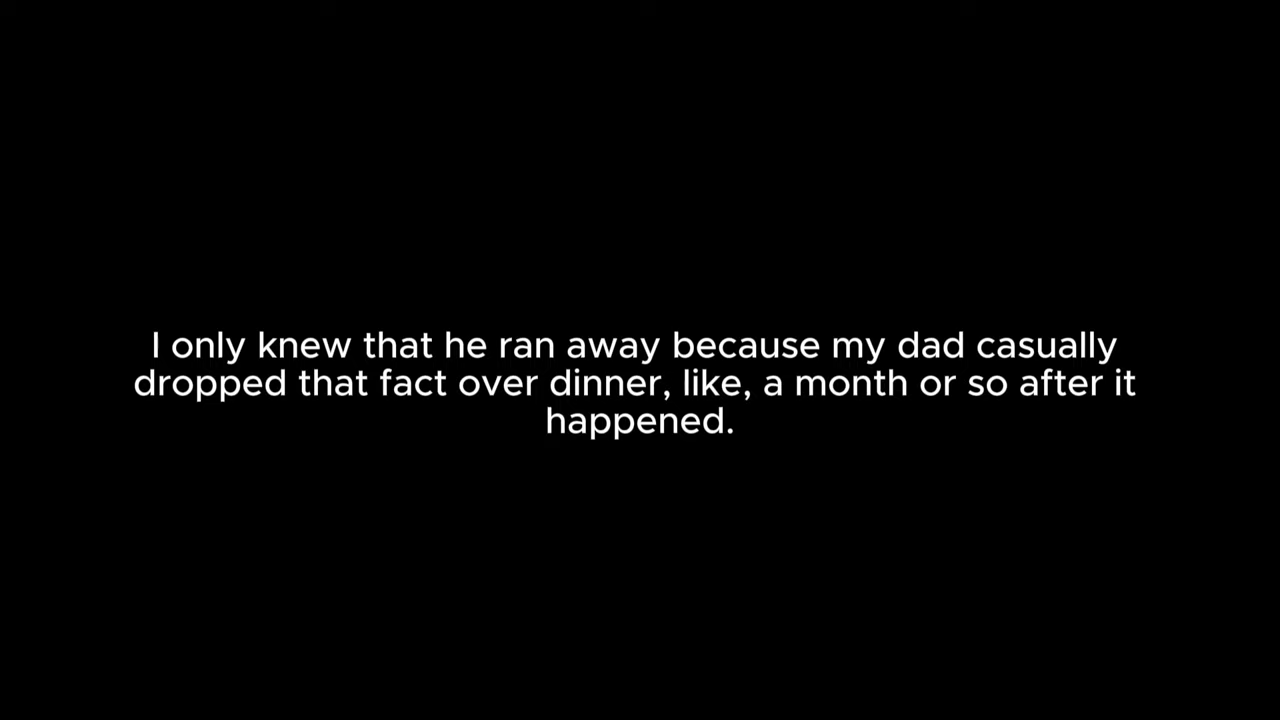 I only knew that he ran away because my dad casually
dropped that fact over dinner, like, a month or so after it
happened.